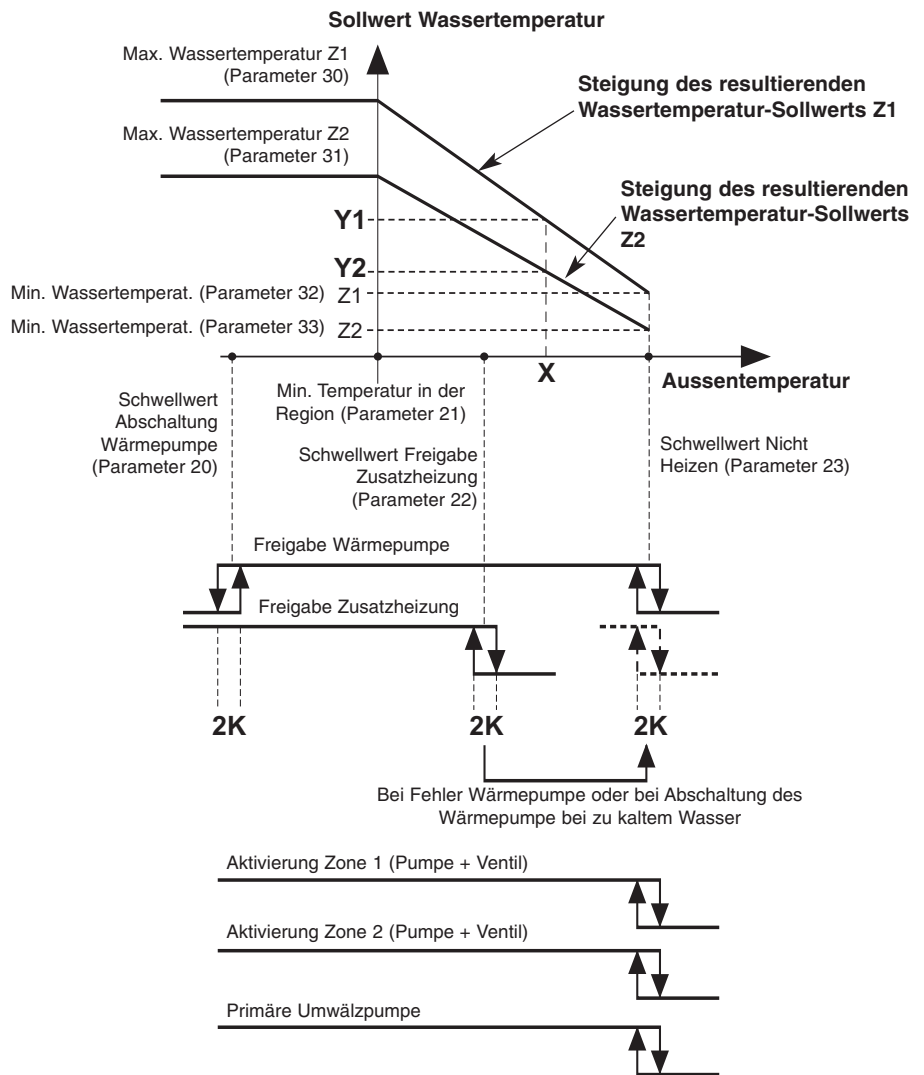 Sollwert Wassertemperatur
Max. Wassertemperatur Z1
(Parameter 30)
Steigung des resultierenden
Wassertemperatur-Sollwerts Z1
Max. Wassertemperatur Z2
(Parameter 31)
Steigung des resultierenden
Wassertemperatur-Sollwerts
Z2
Y1
Y2
Min. Wassertemperat. (Parameter 32) Z1
Min. Wassertemperat. (Parameter 33) Z2
X
Aussentemperatur
Schwellwert
Abschaltung
Wärmepumpe
(Parameter 20)
Min. Temperatur in der
Region (Parameter 21)
Schwellwert Freigabe
Zusatzheizung
(Parameter 22)
Schwellwert Nicht
Heizen (Parameter 23)
Freigabe Wärmepumpe
Freigabe Zusatzheizung
2K 2K 2K
Bei Fehler Wärmepumpe oder bei Abschaltung des
Wärmepumpe bei zu kaltem Wasser
Aktivierung Zone 1 (Pumpe + Ventil)
Aktivierung Zone 2 (Pumpe + Ventil)
Primäre Umwälzpumpe